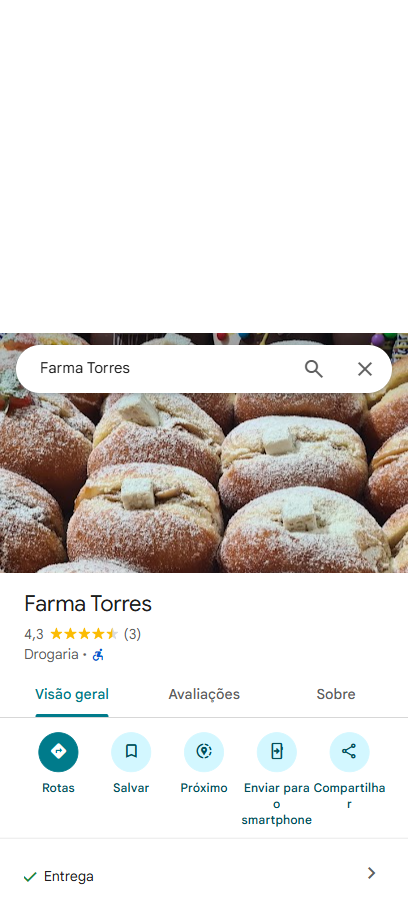 Farma Torres
Farma Torres
4,3 (3)
Drogaria •
Visão geral Avaliações Sobre
Rotas Salvar Próximo Enviar para o smartphone Compartilhar
Entrega